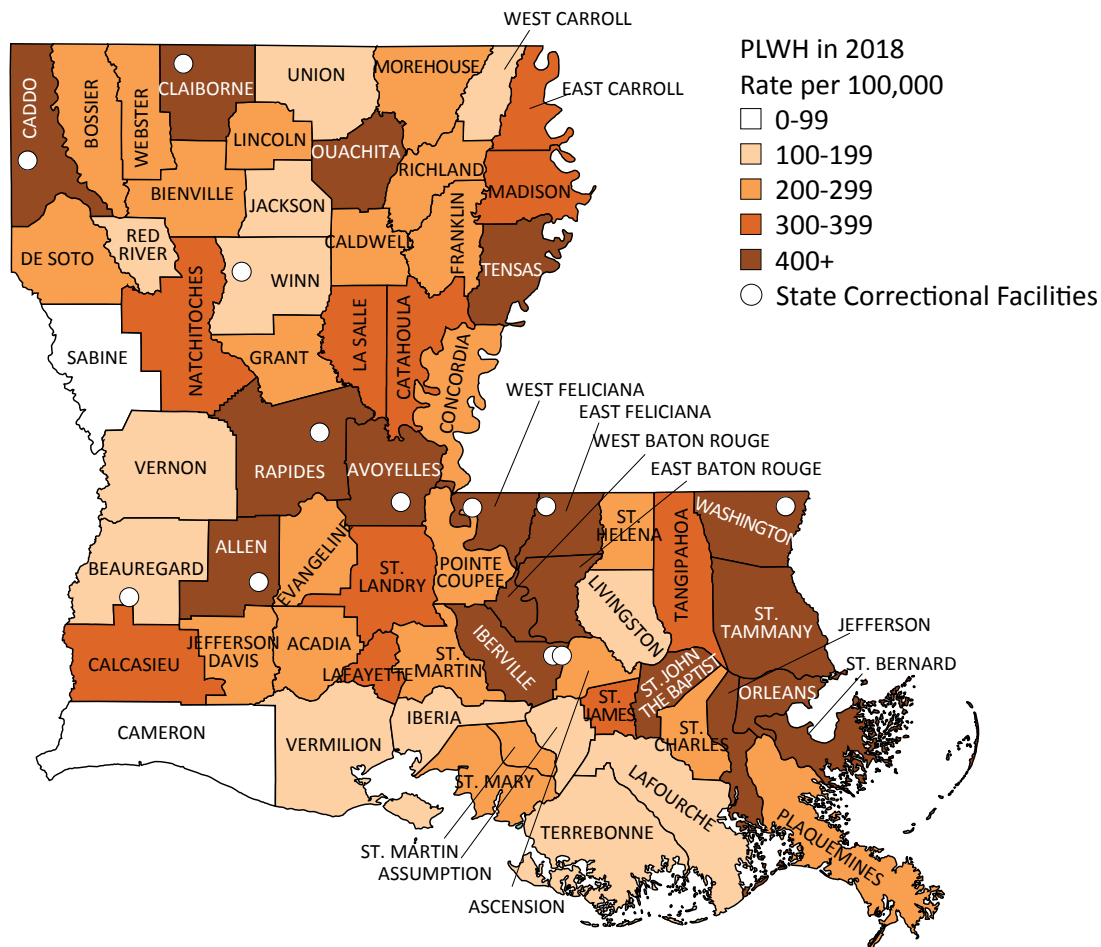 WEST CARROLL
PLWH in 2018
Rate per 100,000
0-99
100-199
200-299
300-399
400+
State Correctional Facilities
UNION
MOREHOUSE
EAST CARROLL
CADDO
BOSSIER
WEBSTER
CLAIBORNE
LINCOLN
OUACHITA
RICHLAND
MADISON
BIENVILLE
JACKSON
FRANKLIN
RED
RIVER
CALDWELL
DE SOTO
TENSAS
WINN
NATCHITOCHES
LA SALLE
CATAHOULA
SABINE
GRANT
CONCORDIA
WEST FELICIANA
EAST FELICIANA
WEST BATON ROUGE
EAST BATON ROUGE
VERNON
RAPIDES
AVOYELLES
WASHINGTON
ST.
HELENA
TANGIPAHOA
ALLEN
EVANGELINE
POINTE
COUPEE
BEAUREGARD
ST.
LANDRY
LIVINGSTON
ST.
TAMMANY
JEFFERSON
CALCASIEU
JEFFERSON
DAVIS
ACADIA
LAFAYETTE
ST.
MARTIN
IBERVILLE
ST. JOHN
THE BAPTIST
ORLEANS
ST. BERNARD
ST.
JAMES
CAMERON
VERMILION
IBERIA
ST.
CHARLES
ST. MARY
LAFOURCHE
TERREBONNE
PLAQUEMINES
ST. MARTIN
ASSUMPTION
ASCENSION